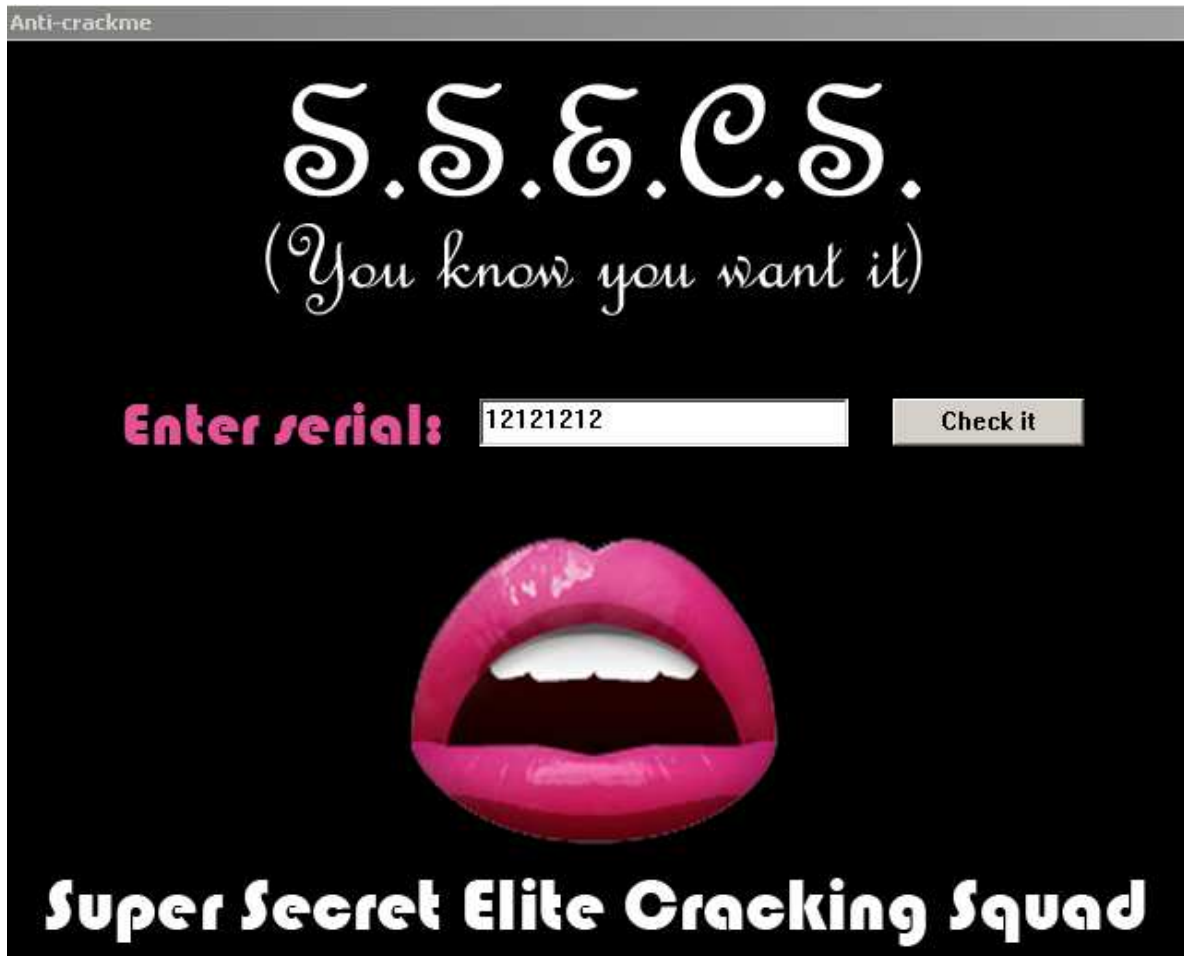 Anti-crackme
S.S.E.C.S.
(You know you want it)
Enter serial: 12121212 Check it
Super Secret Elite Cracking Squad